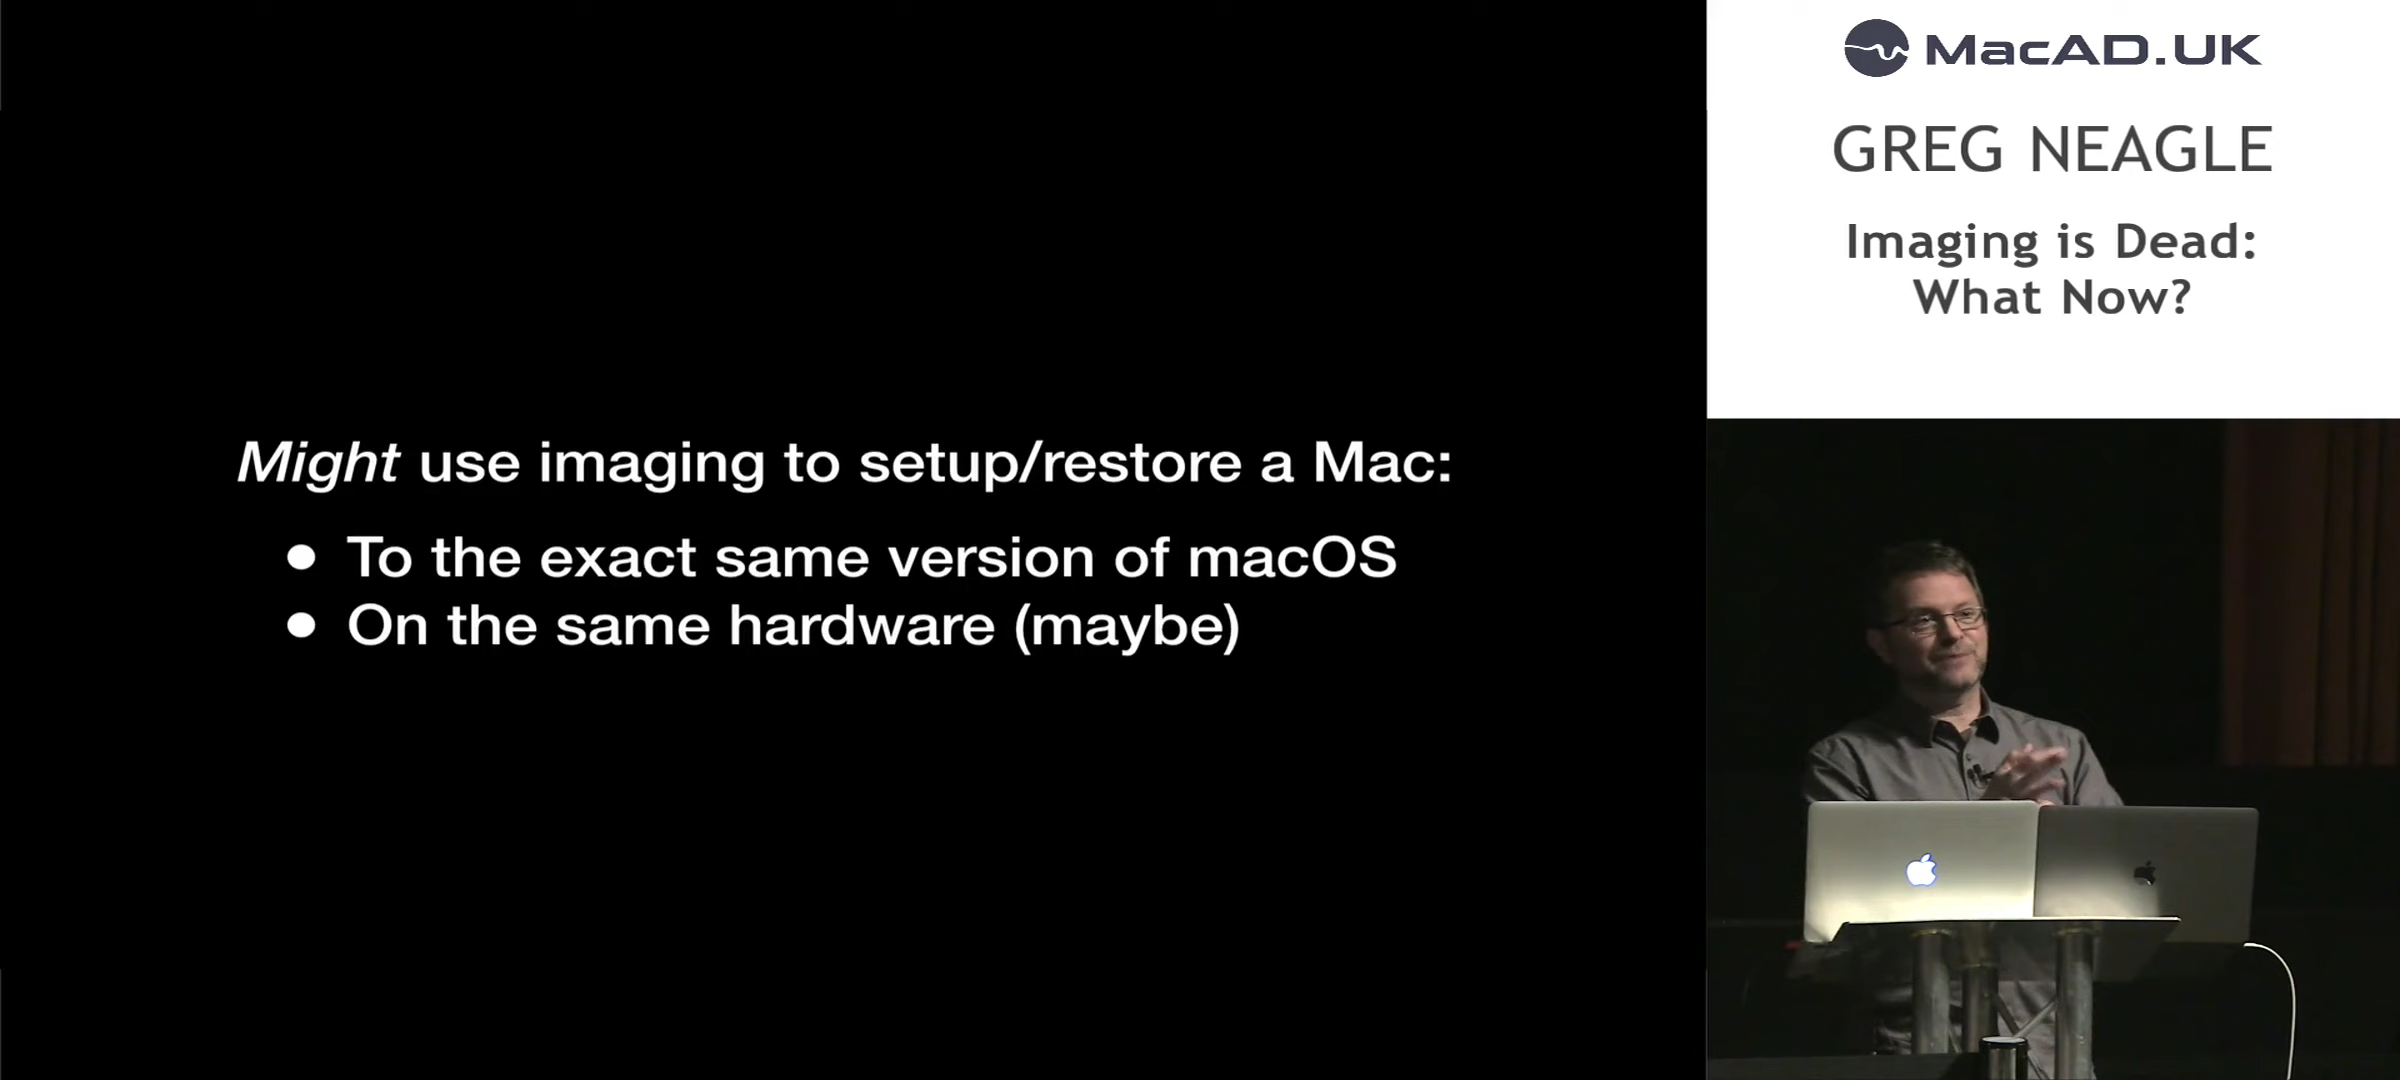 Might use imaging to setup/restore a Mac:
• To the exact same version of macOS
• On the same hardware (maybe)
MacAD.UK
GREG NEAGLE
Imaging is Dead:
What Now?